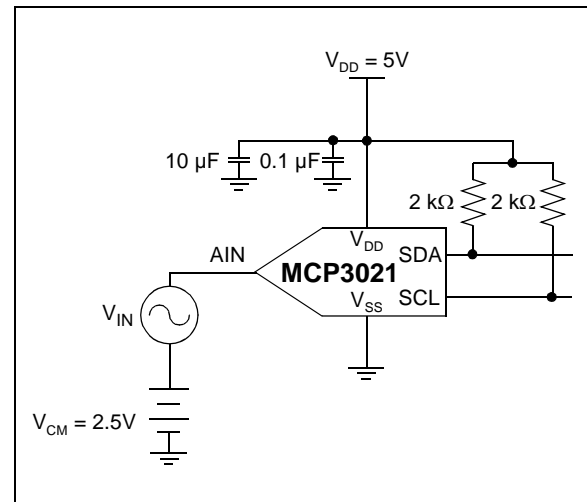 V_DD = 5V
10 µF 0.1 µF
2 kΩ 2 kΩ
AIN
V_DD
SDA
MCP3021
V_SS
SCL
V_IN
V_CM = 2.5V